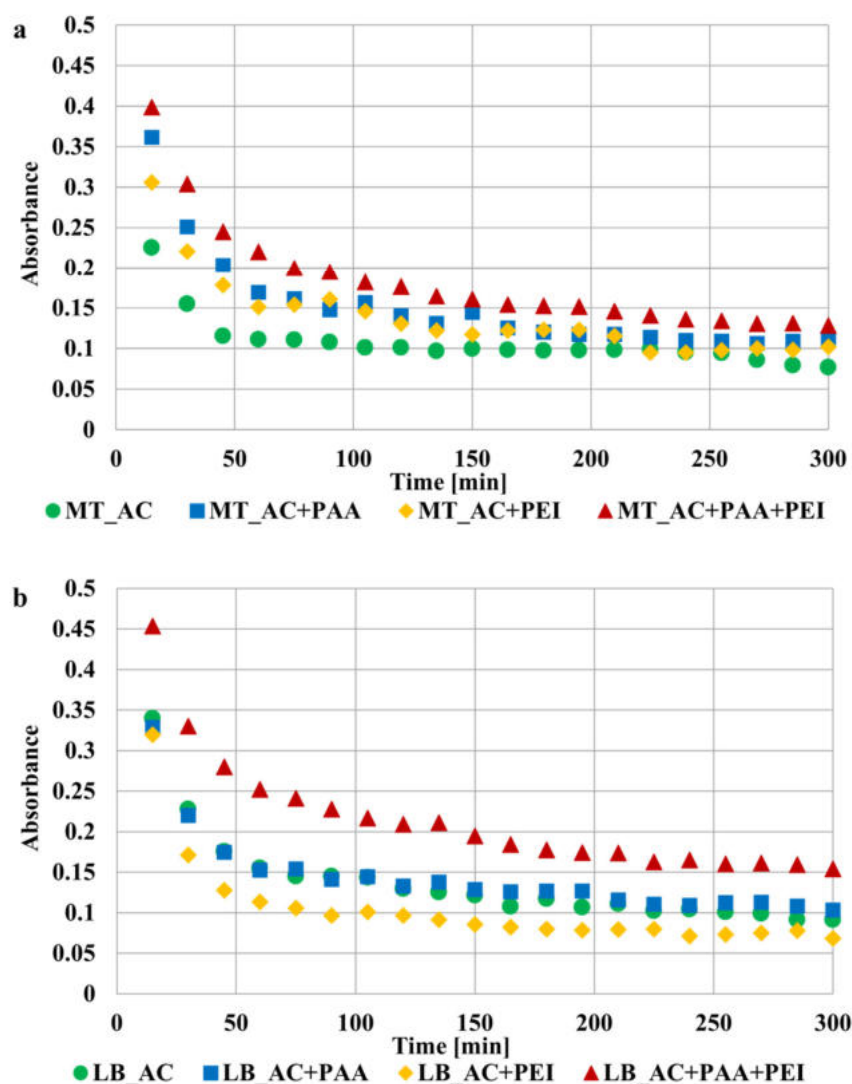 a
0.5
0.45
0.4
0.35
0.3
0.25
0.2
0.15
0.1
0.05
0
Absorbance
0 50 100 150 200 250 300
Time [min]
MT_AC MT_AC+PAA MT_AC+PEI MT_AC+PAA+PEI
b
0.5
0.45
0.4
0.35
0.3
0.25
0.2
0.15
0.1
0.05
0
Absorbance
0 50 100 150 200 250 300
Time [min]
LB_AC LB_AC+PAA LB_AC+PEI LB_AC+PAA+PEI